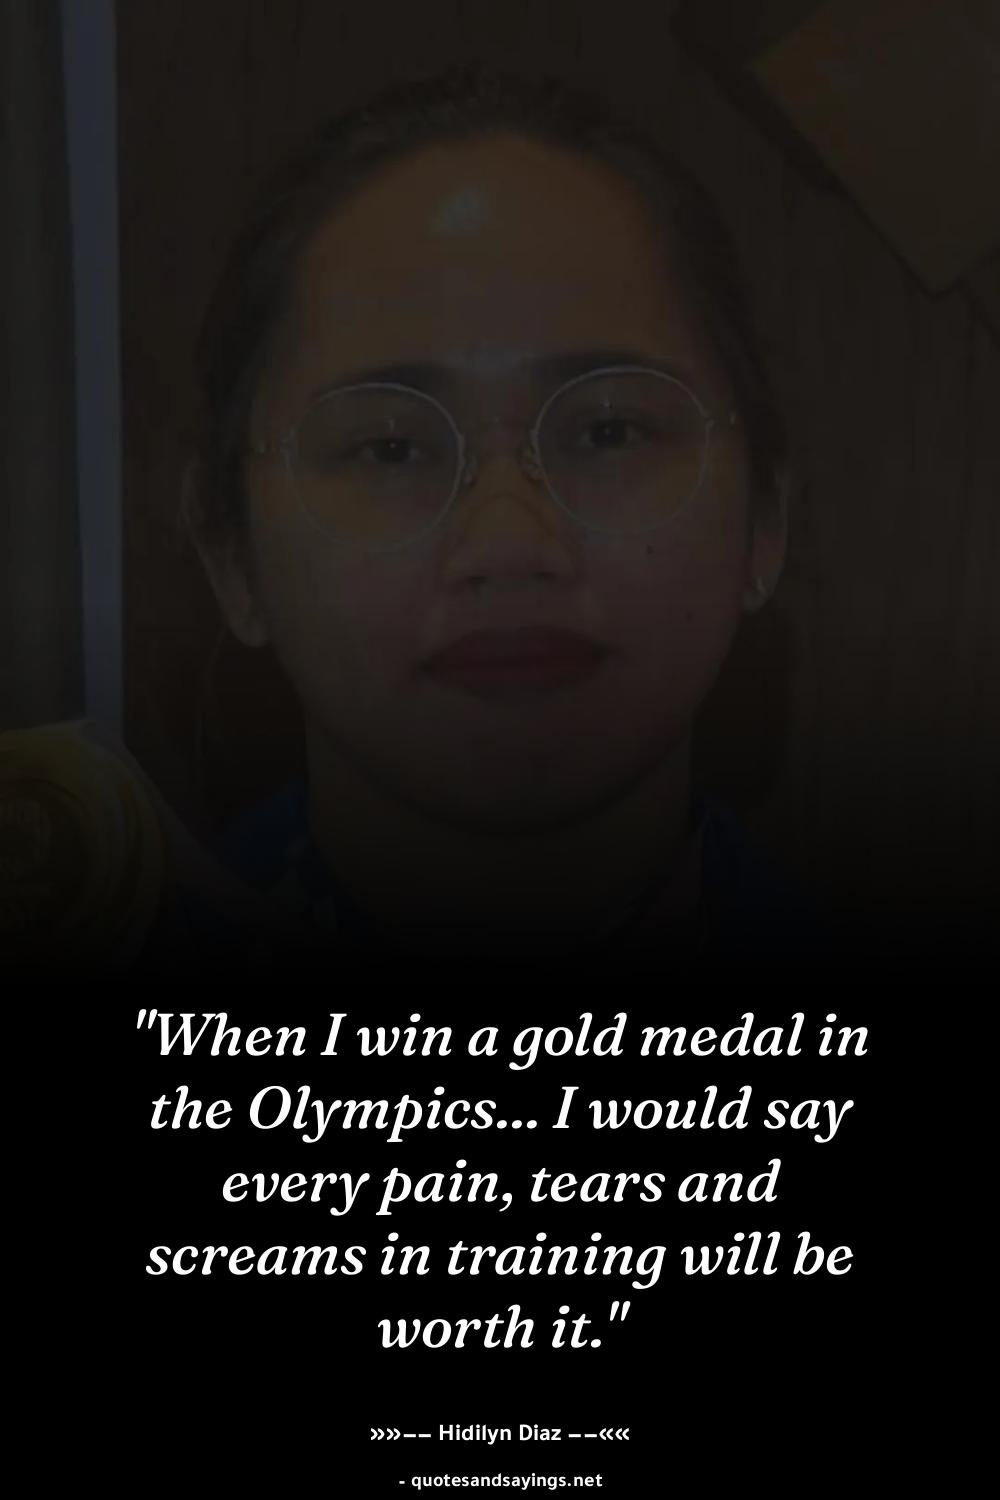 "When I win a gold medal in
the Olympics... I would say
every pain, tears and
screams in training will be
worth it."
»»−− Hidilyn Diaz −−««
- quotesandsayings.net